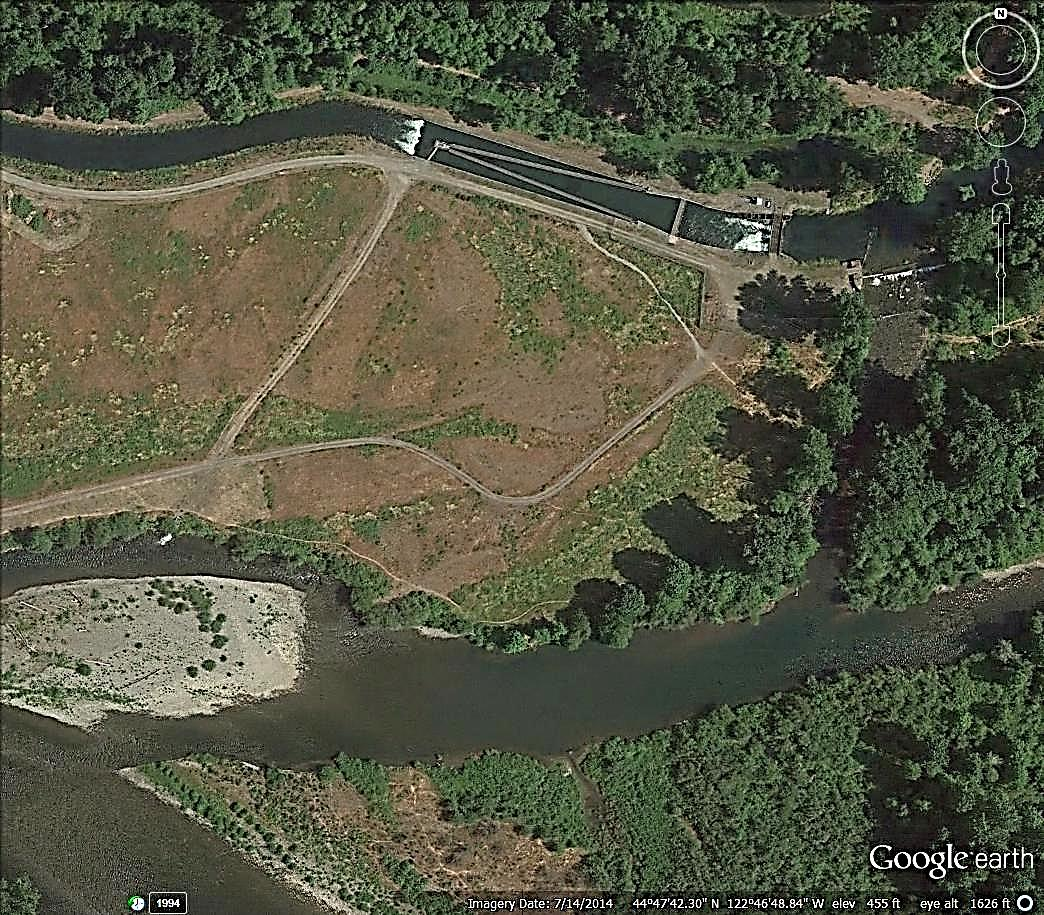 N
Google earth
1994
Imagery Date: 7/14/2014 44°47'42.30" N 122°46'48.84" W elev 455 ft eye alt 1626 ft